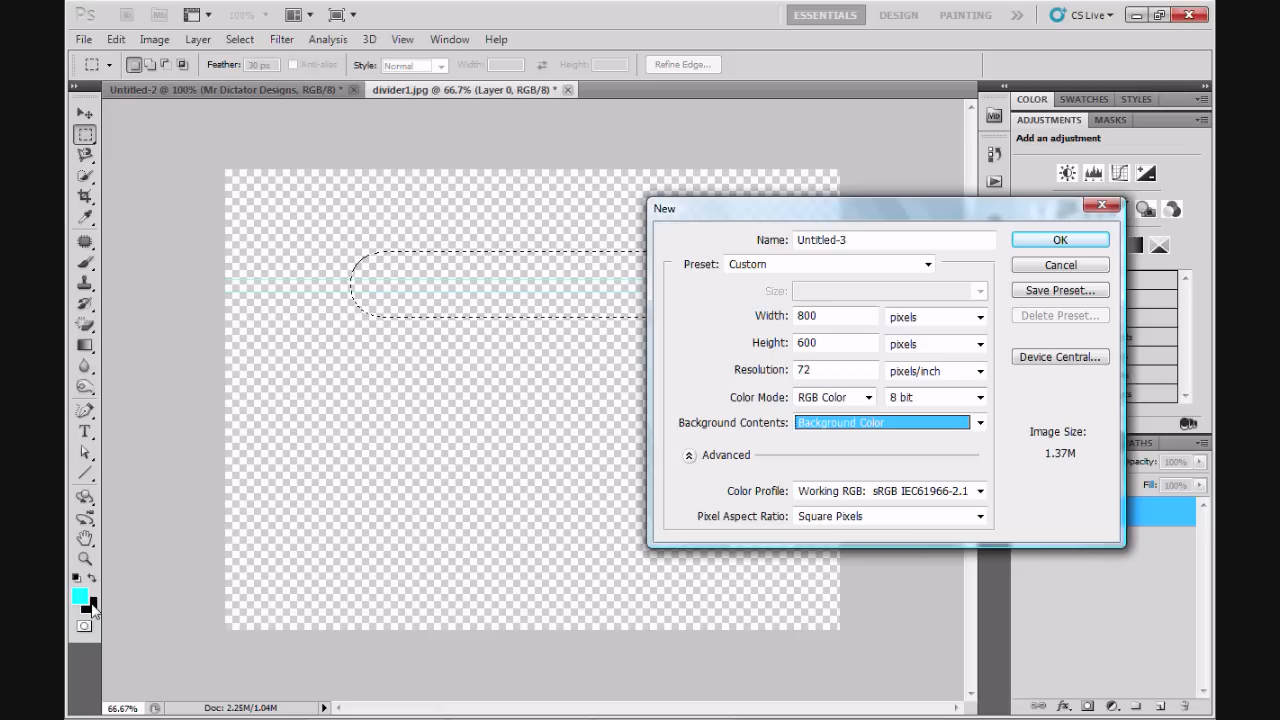 Ps Br Mb 100% ESSENTIALS DESIGN PAINTING CS Live
File Edit Image Layer Select Filter Analysis 3D View Window Help
Feather: 30 px Anti-alias Style: Normal Width: Height: Refine Edge...
Untitled-2 @ 100% (Mr Dictator Designs, RGB/8) * divider1.jpg @ 66.7% (Layer 0, RGB/8) *
COLOR SWATCHES STYLES
ADJUSTMENTS MASKS
Add an adjustment
New
Name: Untitled-3 OK
Preset: Custom Cancel
Size: Save Preset...
Width: 800 pixels Delete Preset...
Height: 600 pixels
Resolution: 72 pixels/inch Device Central...
Color Mode: RGB Color 8 bit
Background Contents: Background Color
Image Size:
1.37M
Advanced
Color Profile: Working RGB: sRGB IEC61966-2.1
Pixel Aspect Ratio: Square Pixels
ATHS
Opacity: 100%
Fill: 100%
66.67% Doc: 2.25M/1.04M